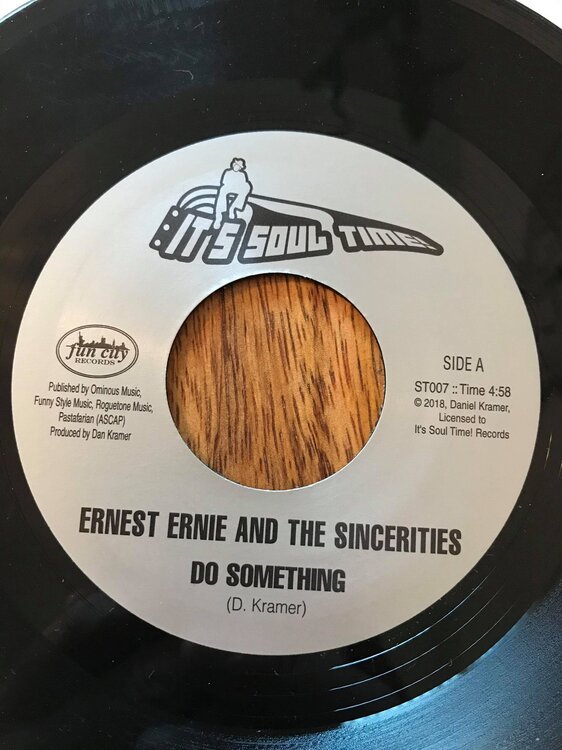 IT'S SOUL TIME!
fun city
RECORDS
Published by Ominous Music,
Funny Style Music, Roguetone Music,
Pastafarian (ASCAP)
Produced by Dan Kramer
SIDE A
ST007 :: Time 4:58
© 2018, Daniel Kramer,
Licensed to
It's Soul Time! Records
ERNEST ERNIE AND THE SINCERITIES
DO SOMETHING
(D. Kramer)